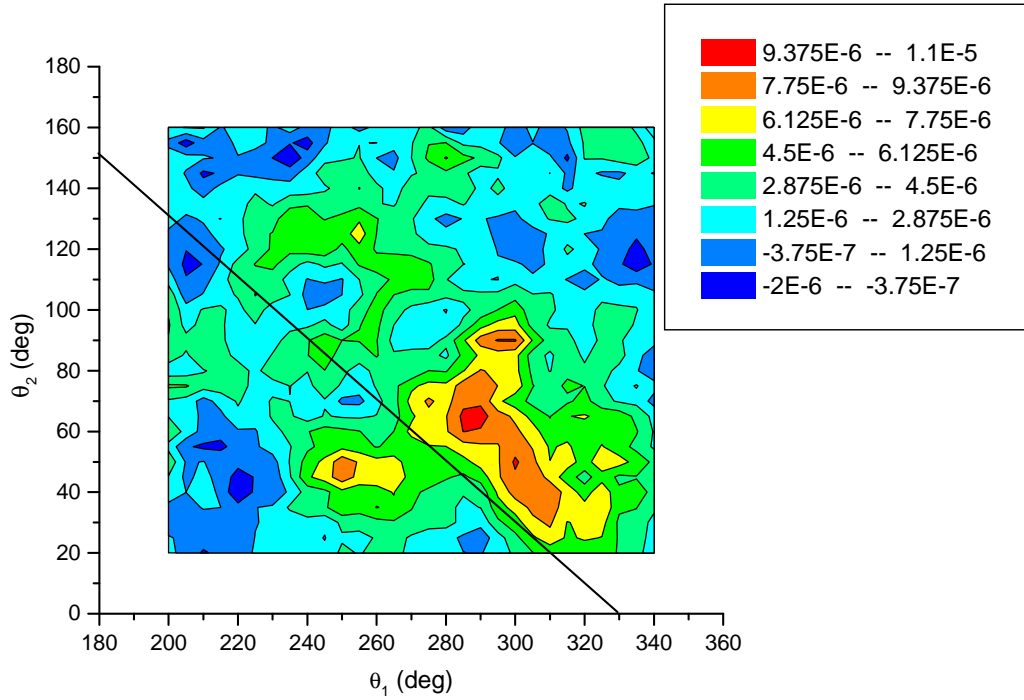 9.375E-6 -- 1.1E-5
7.75E-6 -- 9.375E-6
6.125E-6 -- 7.75E-6
4.5E-6 -- 6.125E-6
2.875E-6 -- 4.5E-6
1.25E-6 -- 2.875E-6
-3.75E-7 -- 1.25E-6
-2E-6 -- -3.75E-7
180
160
140
120
100
80
60
40
20
0
θ2 (deg)
180 200 220 240 260 280 300 320 340 360
θ1 (deg)